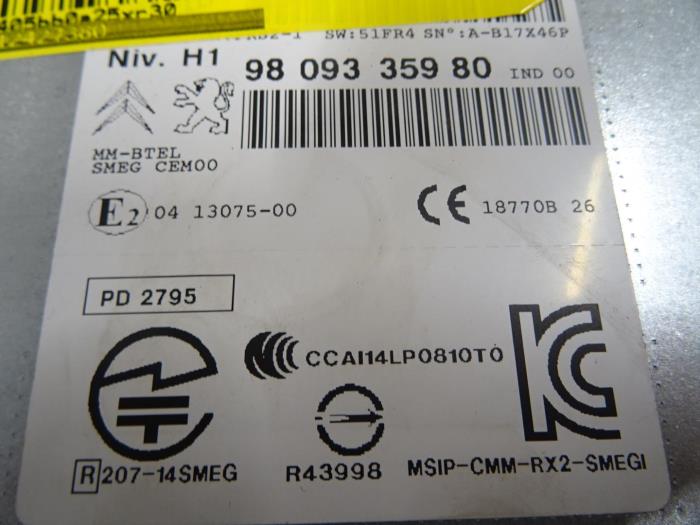 SW:51FR4 SN°:A-B17X46P
Niv. H1
98 093 359 80 IND 00
MM-BTEL
SMEG CEM00
E2 04 13075-00
CE 18770B 26
PD 2795
CCAI14LP0810T0
R 207-14SMEG
R43998
MSIP-CMM-RX2-SMEGI